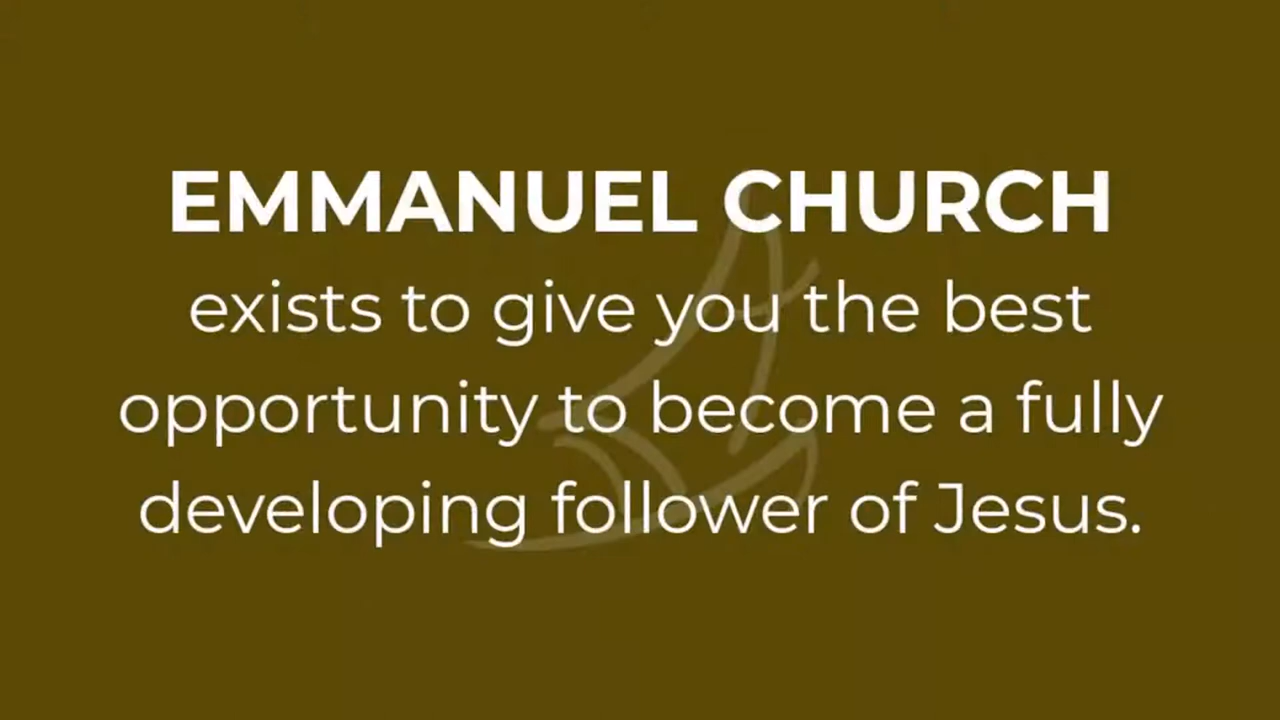 EMMANUEL CHURCH
exists to give you the best
opportunity to become a fully
developing follower of Jesus.